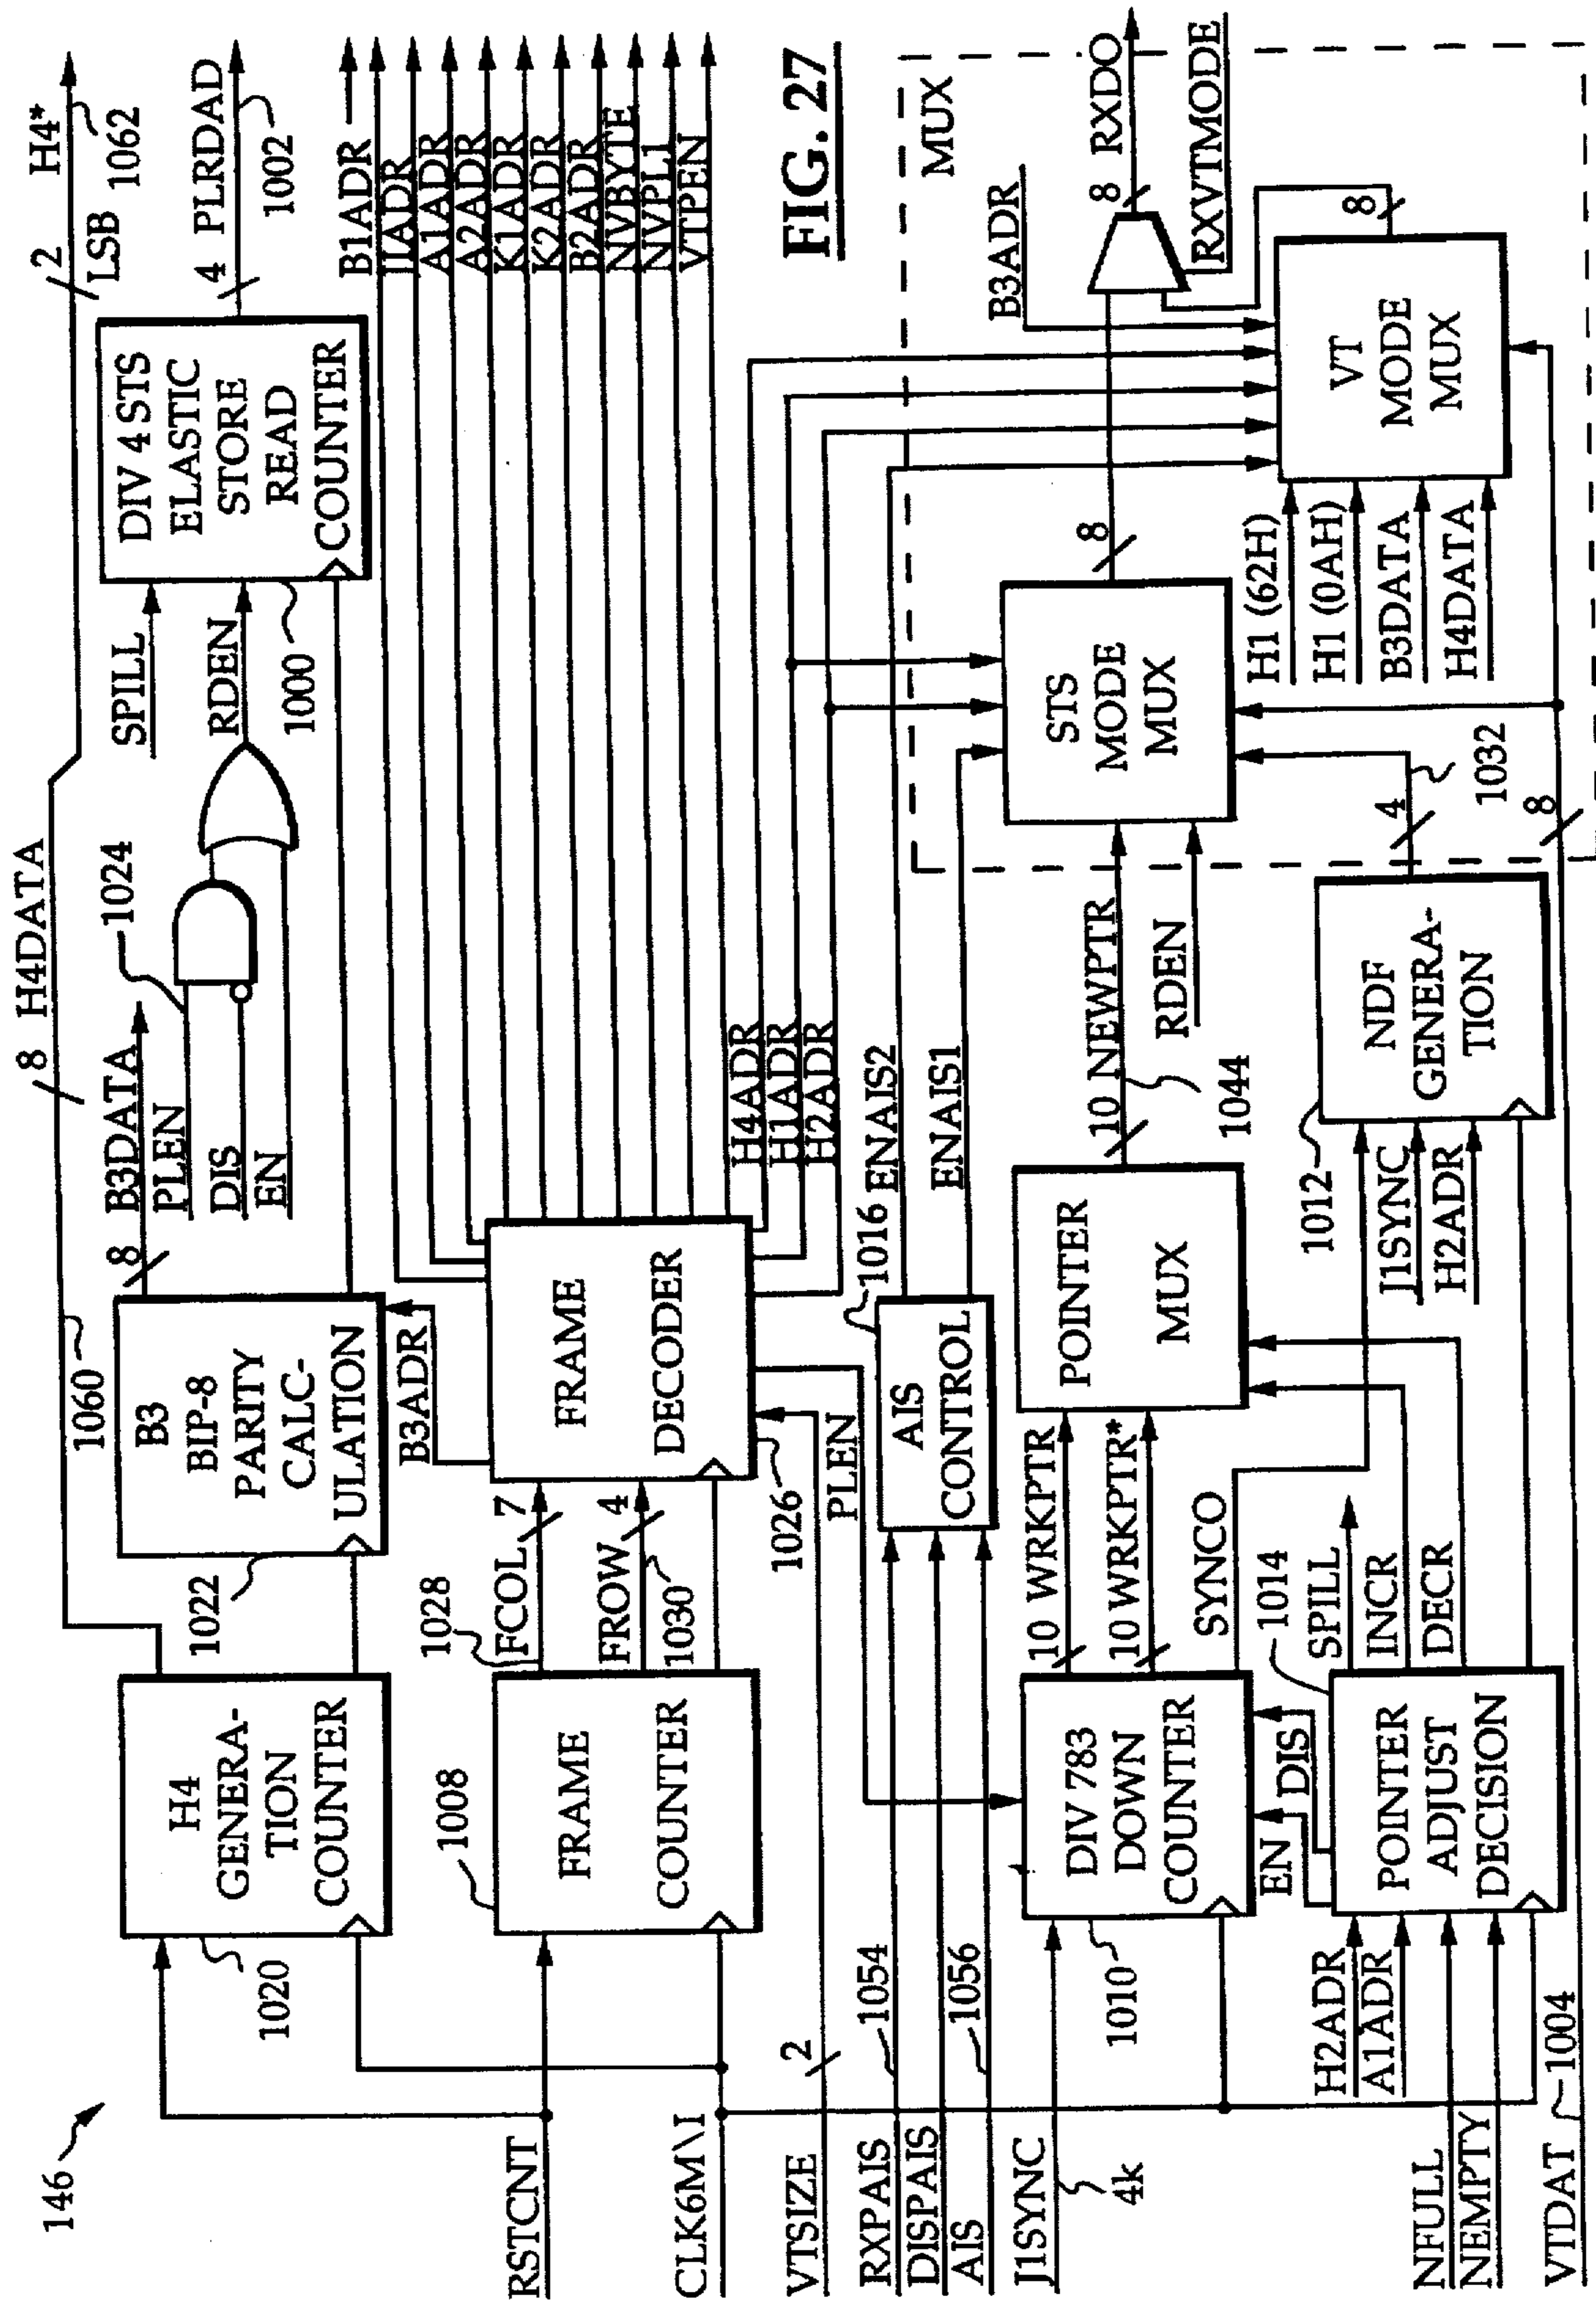 146
RSTCNT
CLK6M\I
VTSIZE
2
RXPAIS
1054
DISPAIS
AIS
1056
J1SYNC
4k
NFULL
NEMPTY
VTDAT
1004
H2ADR
A1ADR
H4
GENERA-
TION
COUNTER
1020
FRAME
COUNTER
1008
DIV 783
DOWN
COUNTER
1010
EN
DIS
POINTER
ADJUST
DECISION
1014
SPILL
INCR
DECR
1060
8 H4DATA
2
LSB
H4*
1062
B3
BIP-8
PARITY
CALC-
ULATION
1022
8
B3DATA
PLEN
DIS
EN
1024
SPILL
RDEN
1000
DIV 4 STS
ELASTIC
STORE
READ
COUNTER
4
PLRDAD
1002
1028
FCOL
7
FROW
4
1030
B3ADR
FRAME
DECODER
1026
PLEN
B1ADR
J1ADR
A1ADR
A2ADR
K1ADR
K2ADR
B2ADR
NVBYTE
NVPL1
VTPEN
H4ADR
H1ADR
H2ADR
AIS
CONTROL
1016
ENAIS2
ENAIS1
10 WRKPTR
10 WRKPTR*
SYNCO
POINTER
MUX
10 NEWPTR
1044
RDEN
J1SYNC
H2ADR
1012
NDF
GENERA-
TION
4
1032
8
STS
MODE
MUX
8
H1 (62H)
H1 (0AH)
B3DATA
H4DATA
VT
MODE
MUX
8
B3ADR
MUX
8
RXDO
RXVTMODE
FIG. 27